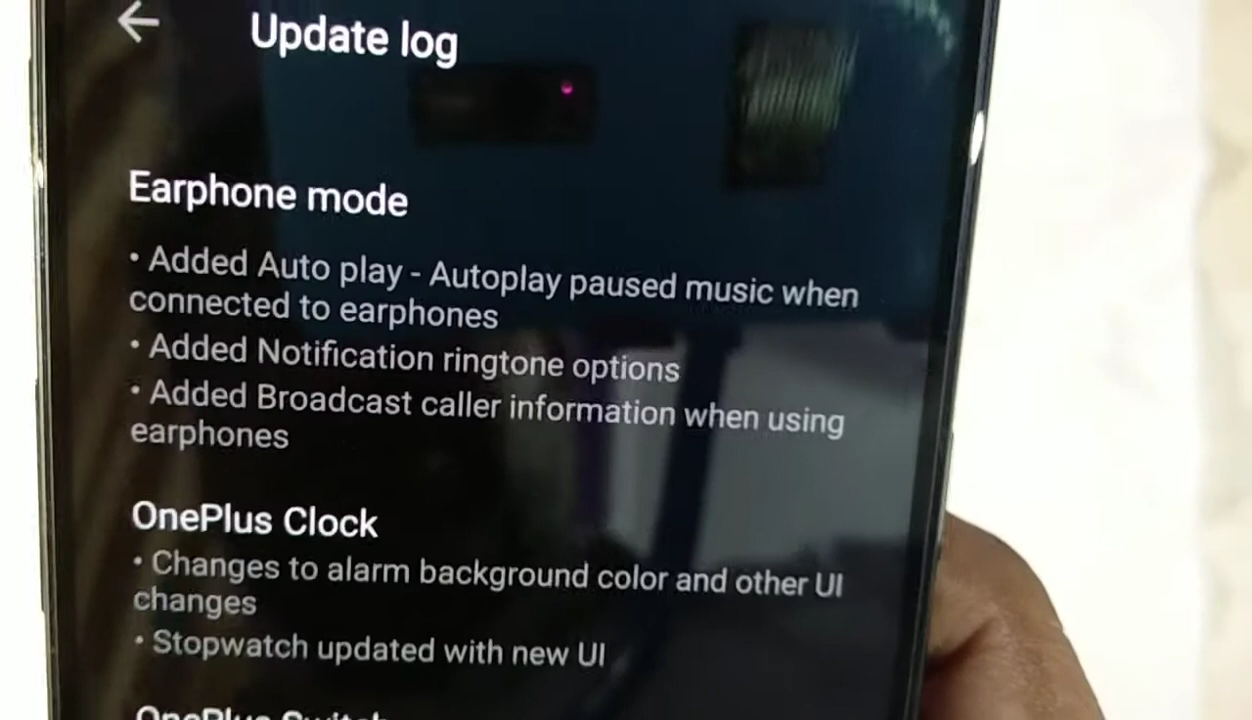 Update log
Earphone mode
• Added Auto play - Autoplay paused music when
connected to earphones
• Added Notification ringtone options
• Added Broadcast caller information when using
earphones
OnePlus Clock
• Changes to alarm background color and other UI
changes
• Stopwatch updated with new UI
OnePlus Switch